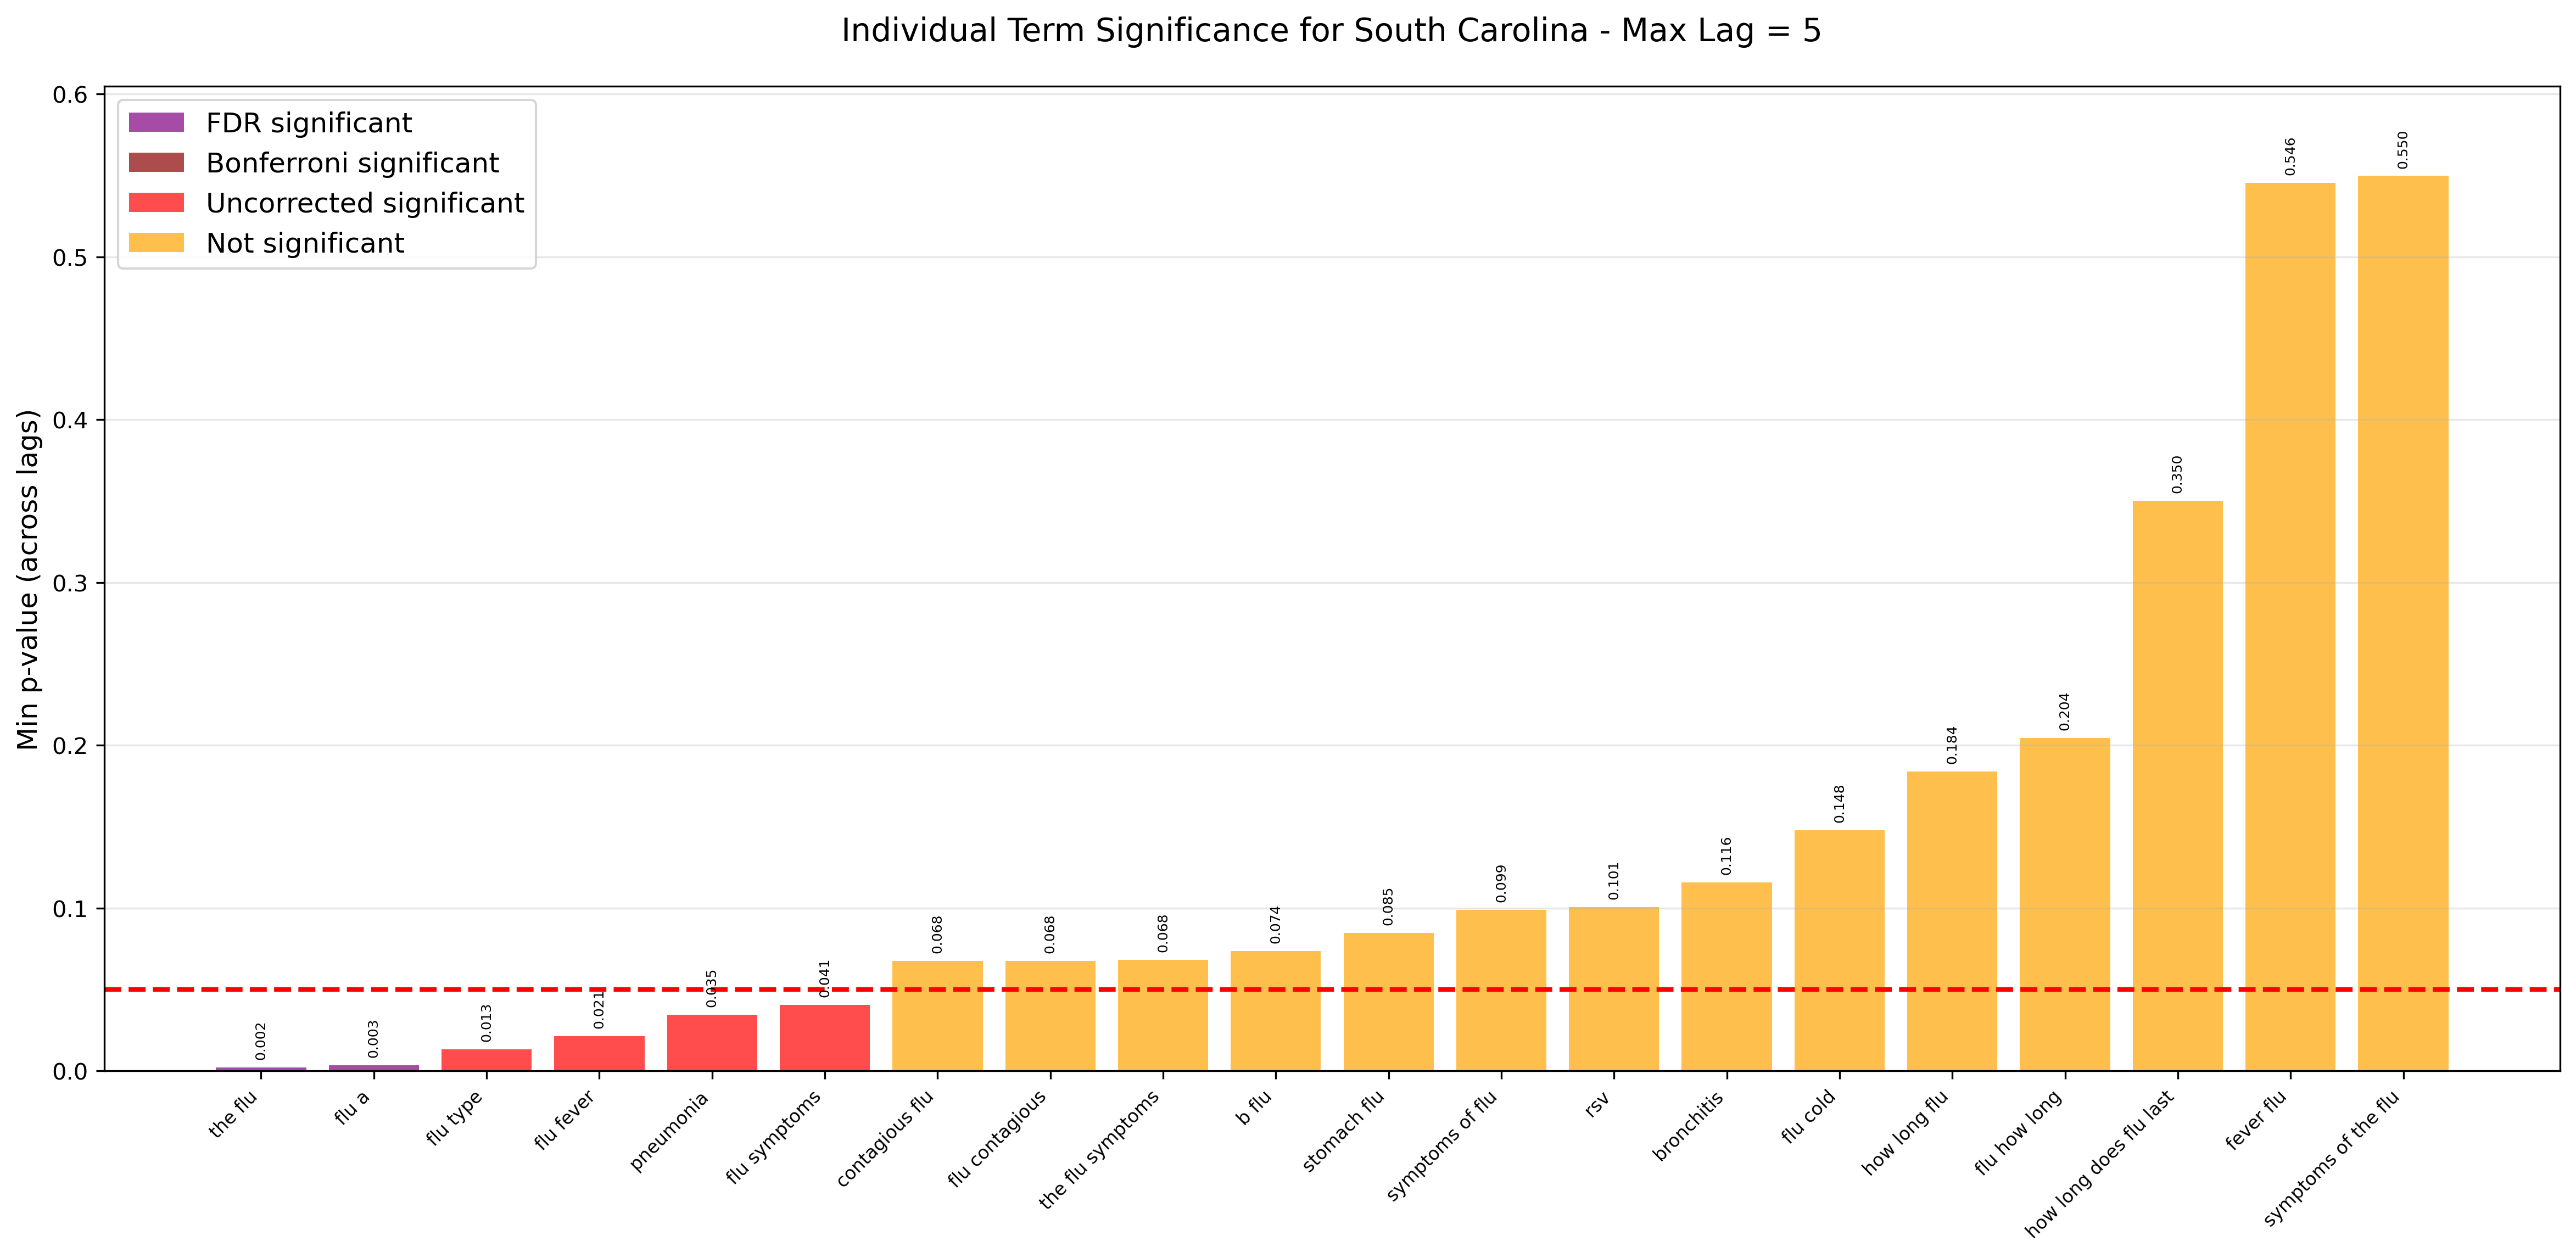 Individual Term Significance for South Carolina - Max Lag = 5
FDR significant
Bonferroni significant
Uncorrected significant
Not significant
Min p-value (across lags)
0.6
0.5
0.4
0.3
0.2
0.1
0.0
0.002
0.003
0.013
0.021
0.035
0.041
0.068
0.068
0.068
0.074
0.085
0.099
0.101
0.116
0.148
0.184
0.204
0.350
0.546
0.550
the flu
flu a
flu type
flu fever
pneumonia
flu symptoms
contagious flu
flu contagious
the flu symptoms
b flu
stomach flu
symptoms of flu
rsv
bronchitis
flu cold
how long flu
flu how long
how long does flu last
fever flu
symptoms of the flu